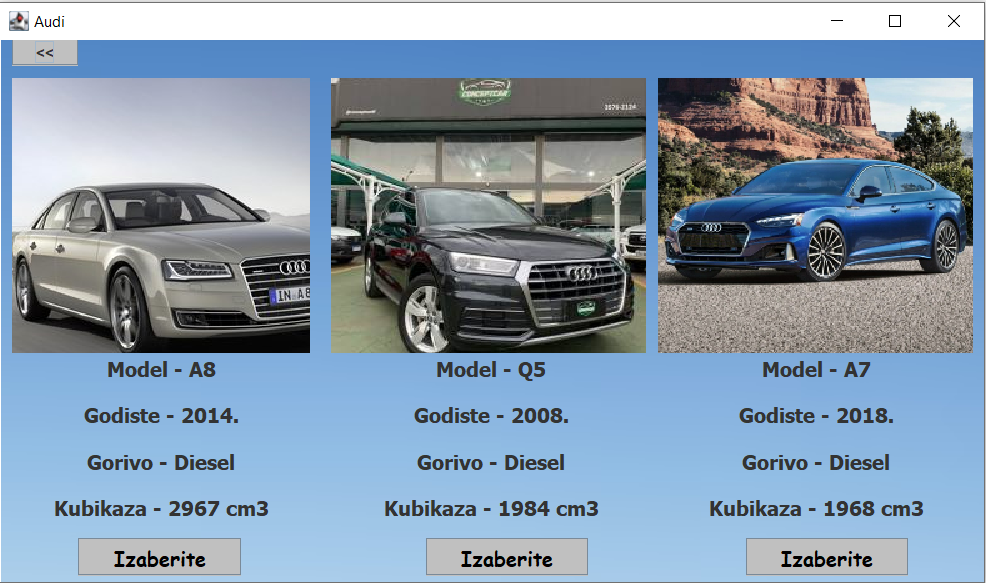 Audi
<<
CONCEPTCAR
Model - A8
Godiste - 2014.
Gorivo - Diesel
Kubikaza - 2967 cm3
Izaberite
Model - Q5
Godiste - 2008.
Gorivo - Diesel
Kubikaza - 1984 cm3
Izaberite
Model - A7
Godiste - 2018.
Gorivo - Diesel
Kubikaza - 1968 cm3
Izaberite